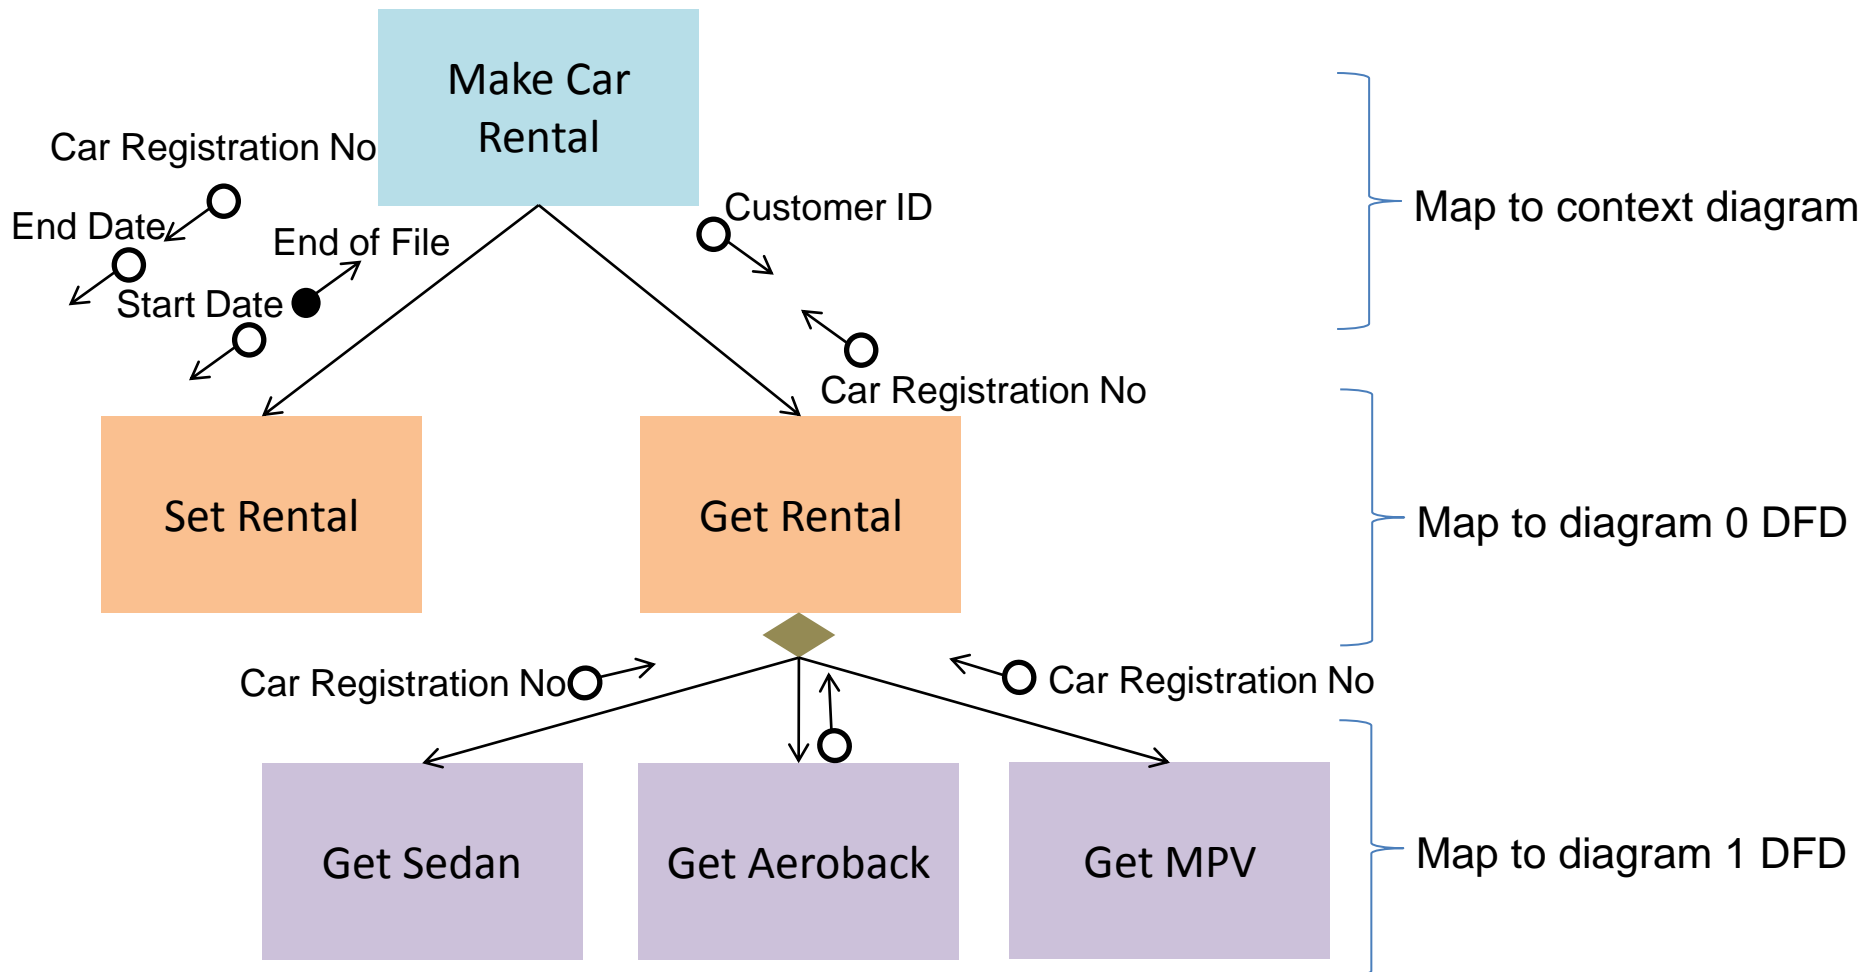 Make Car
Rental
Car Registration No
Customer ID
Map to context diagram
End Date
End of File
Start Date
Car Registration No
Set Rental
Get Rental
Map to diagram 0 DFD
Car Registration No
Car Registration No
Get Sedan
Get Aeroback
Get MPV
Map to diagram 1 DFD